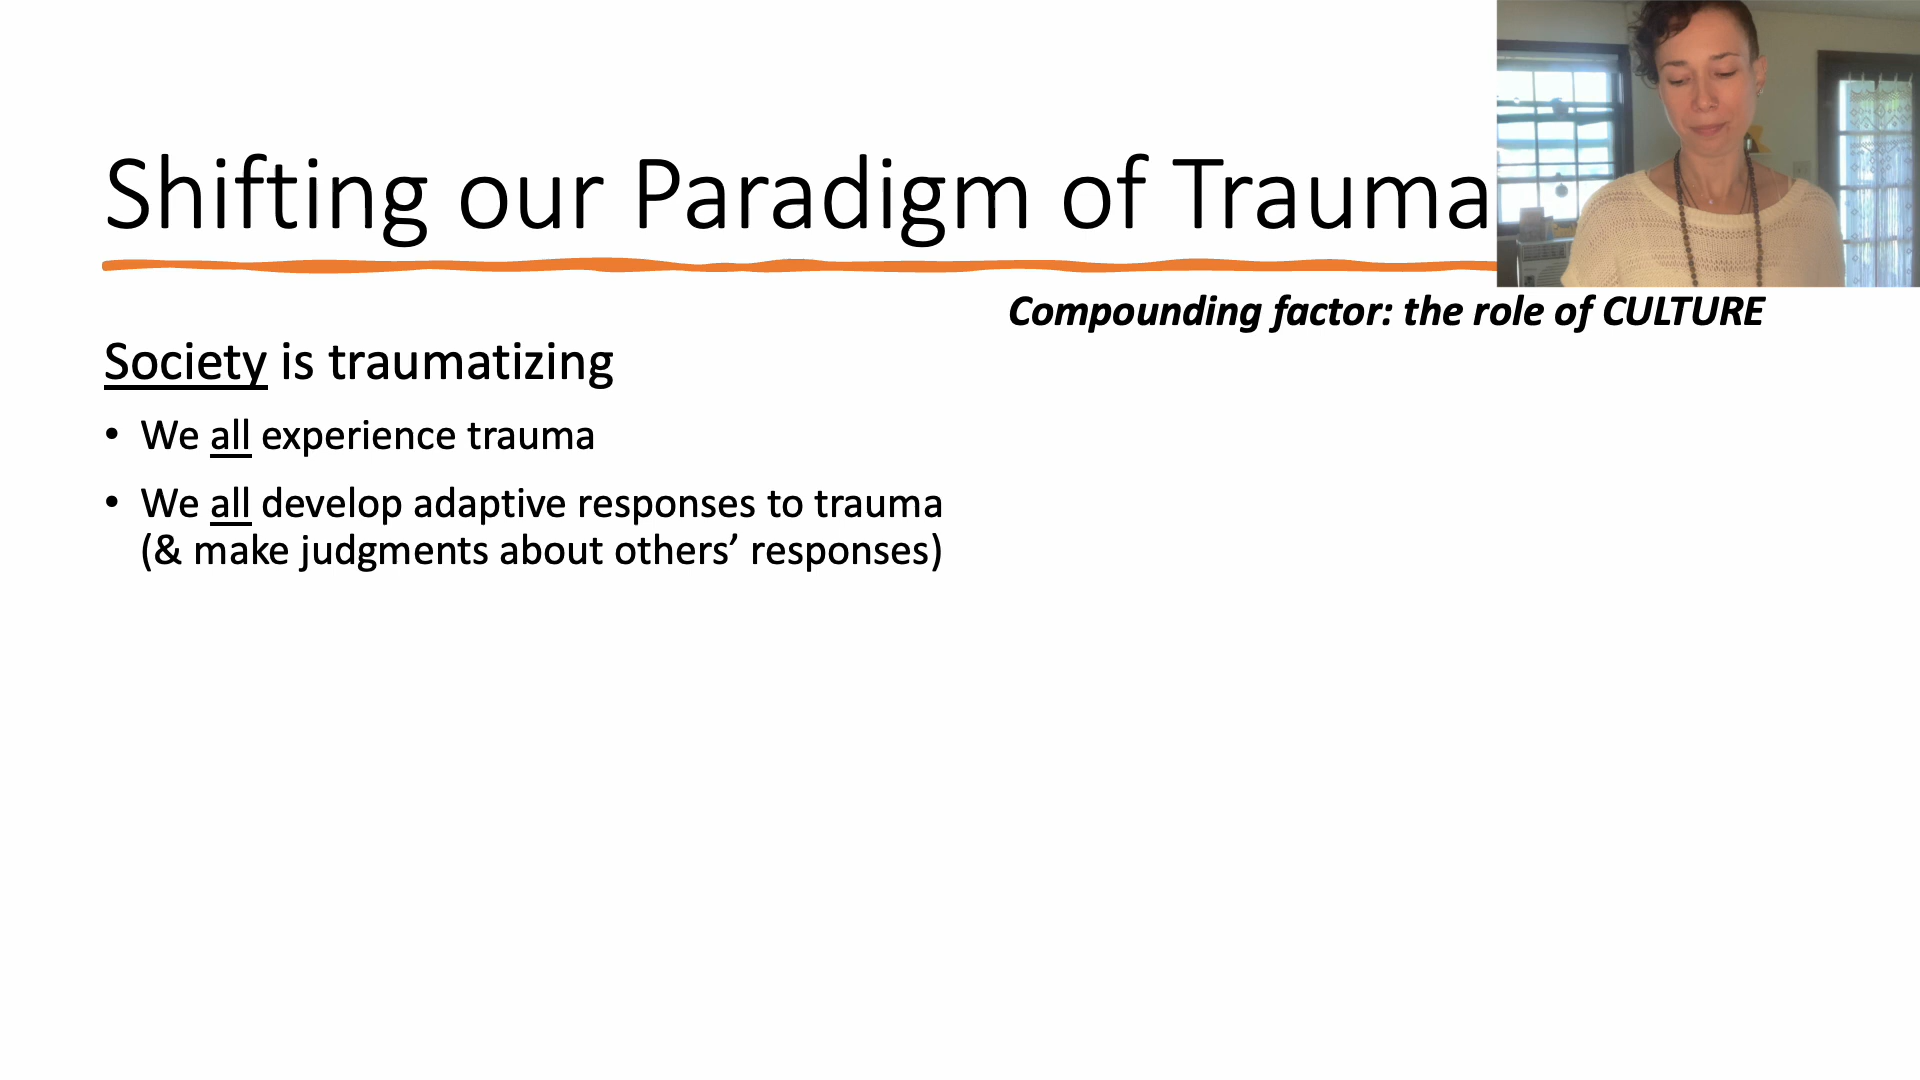 Shifting our Paradigm of Trauma
Compounding factor: the role of CULTURE
Society is traumatizing
• We all experience trauma
• We all develop adaptive responses to trauma
(& make judgments about others’ responses)